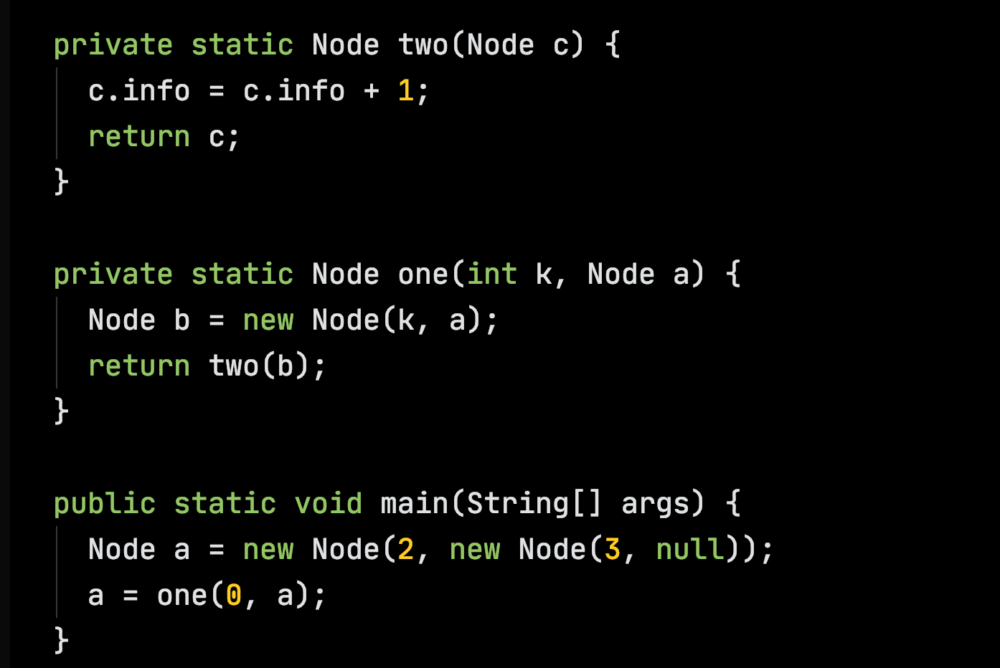 private static Node two(Node c) {
  c.info = c.info + 1;
  return c;
}

private static Node one(int k, Node a) {
  Node b = new Node(k, a);
  return two(b);
}

public static void main(String[] args) {
  Node a = new Node(2, new Node(3, null));
  a = one(0, a);
}